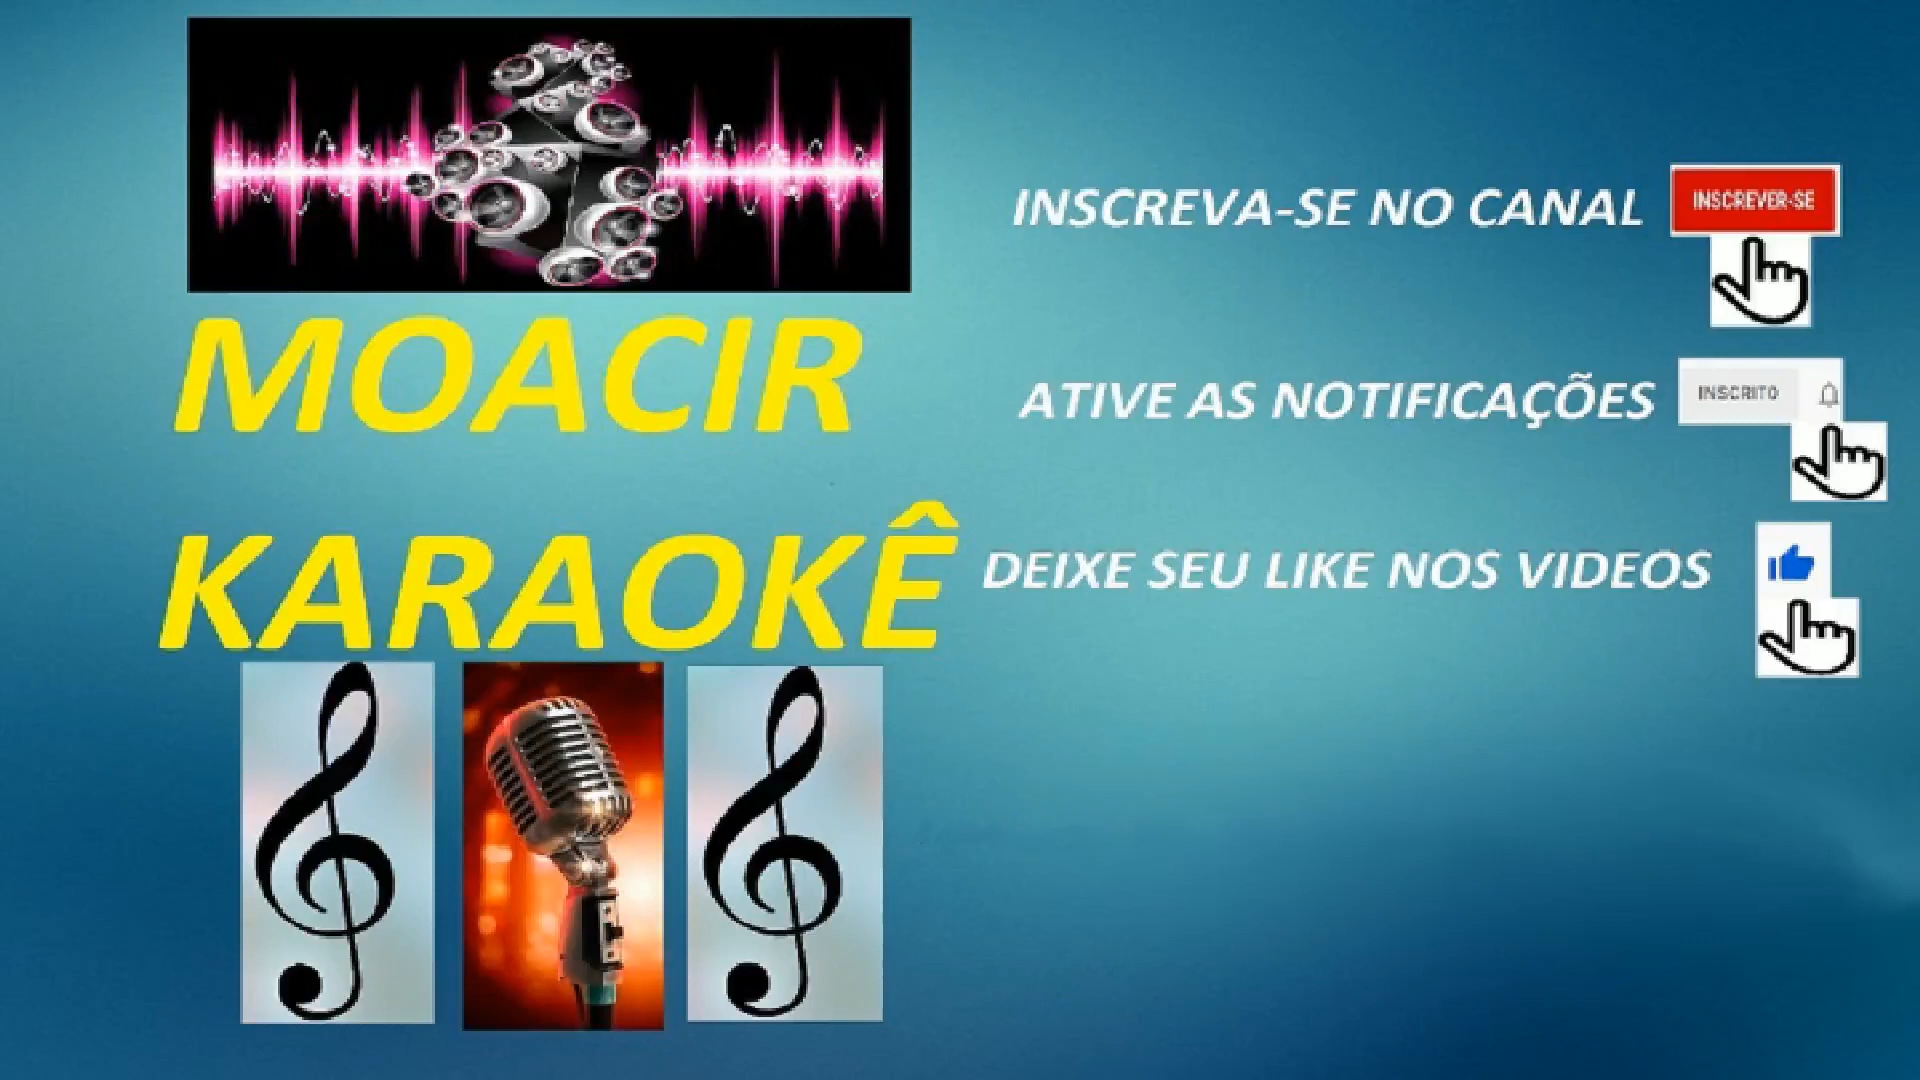 MOACIR
KARAOKÊ
INSCREVA-SE NO CANAL
INSCREVER-SE
ATIVE AS NOTIFICAÇÕES
INSCRITO
DEIXE SEU LIKE NOS VIDEOS